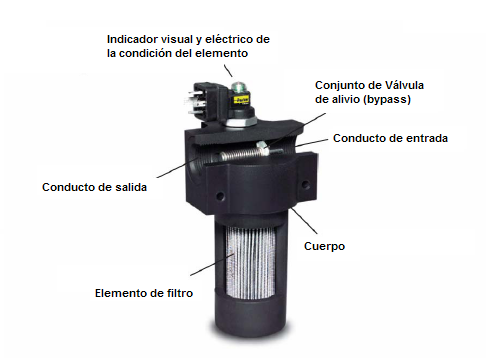 Indicador visual y eléctrico de
la condición del elemento
Conjunto de Válvula
de alivio (bypass)
Conducto de entrada
Conducto de salida
Cuerpo
Elemento de filtro